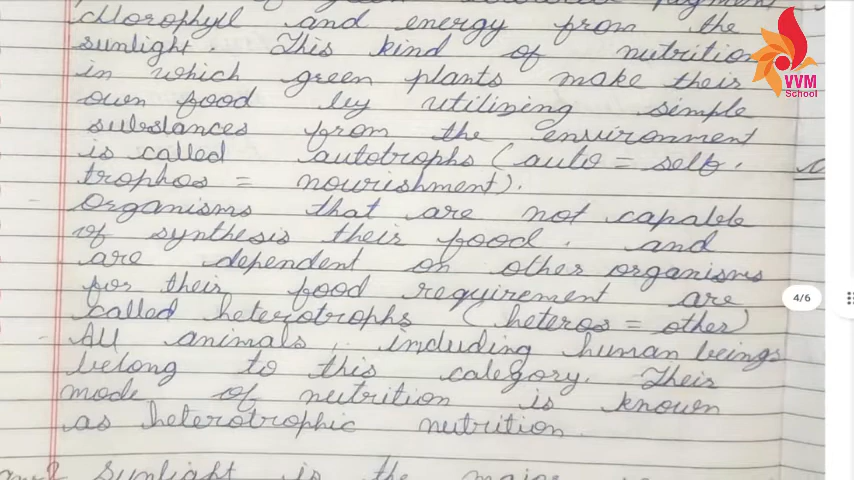 green pigment
chlorophyll and energy from the
sunlight. This kind of nutrition
in which green plants make their
own food by utilizing simple
substances from the environment
is called autotrophs (auto = self,
trophos = nourishment).
organisms that are not capable
of synthesis their food. and
are dependent on other organisms
for their food requirement are
called heterotrophs (heteros = other)
All animals, including human beings
belong to this category. Their
mode of nutrition is known
as heterotrophic nutrition.
Sunlight is the major
VVM
School
4/6